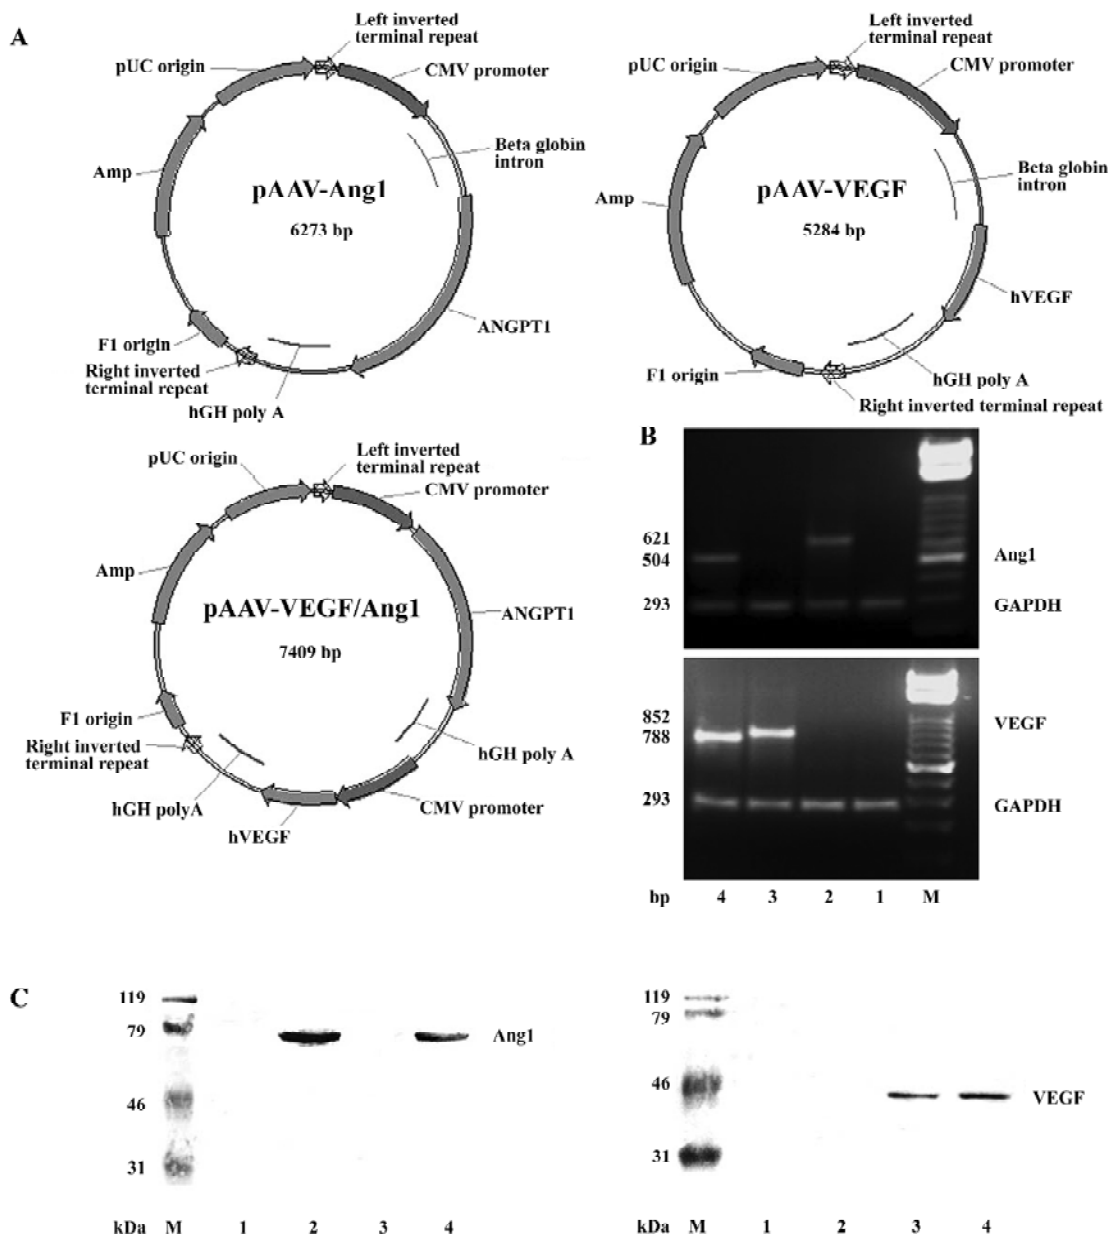 A
Left inverted
terminal repeat
pUC origin
CMV promoter
Beta globin
intron
Amp
pAAV-Ang1
6273 bp
ANGPT1
F1 origin
Right inverted
terminal repeat
hGH poly A
Left inverted
terminal repeat
pUC origin
CMV promoter
Beta globin
intron
Amp
pAAV-VEGF
5284 bp
hVEGF
F1 origin
hGH poly A
Right inverted terminal repeat
Left inverted
terminal repeat
pUC origin
CMV promoter
Amp
pAAV-VEGF/Ang1
7409 bp
ANGPT1
F1 origin
Right inverted
terminal repeat
hGH poly A
hGH polyA
CMV promoter
hVEGF
B
621
504
293
Ang1
GAPDH
852
788
293
VEGF
GAPDH
bp 4 3 2 1 M
C
119
79
46
31
Ang1
kDa M 1 2 3 4
119
79
46
31
VEGF
kDa M 1 2 3 4